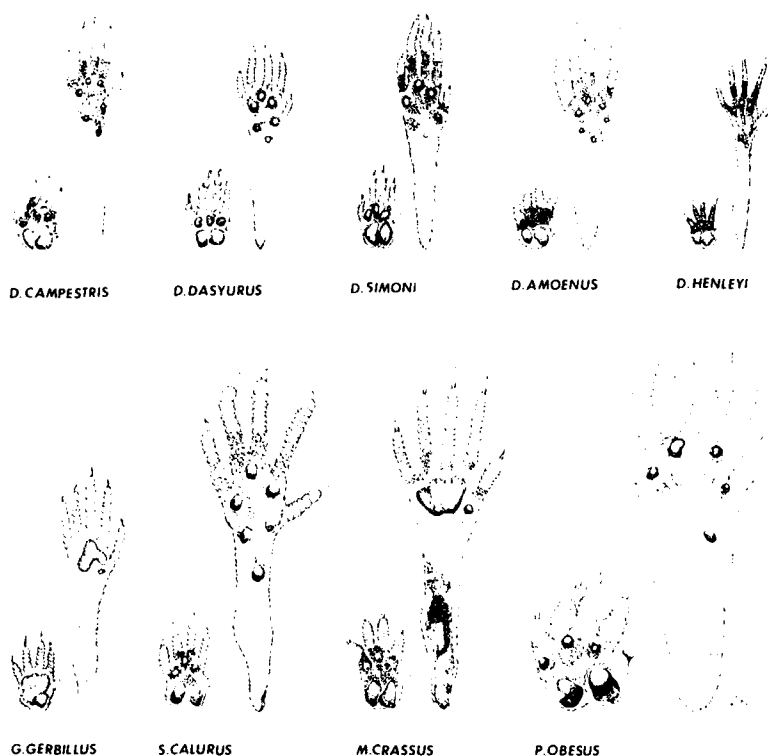 D. CAMPESTRIS D. DASYURUS D. SIMONI D. AMOENUS D. HENLEYI
G. GERBILLUS S. CALURUS M. CRASSUS P. OBESUS